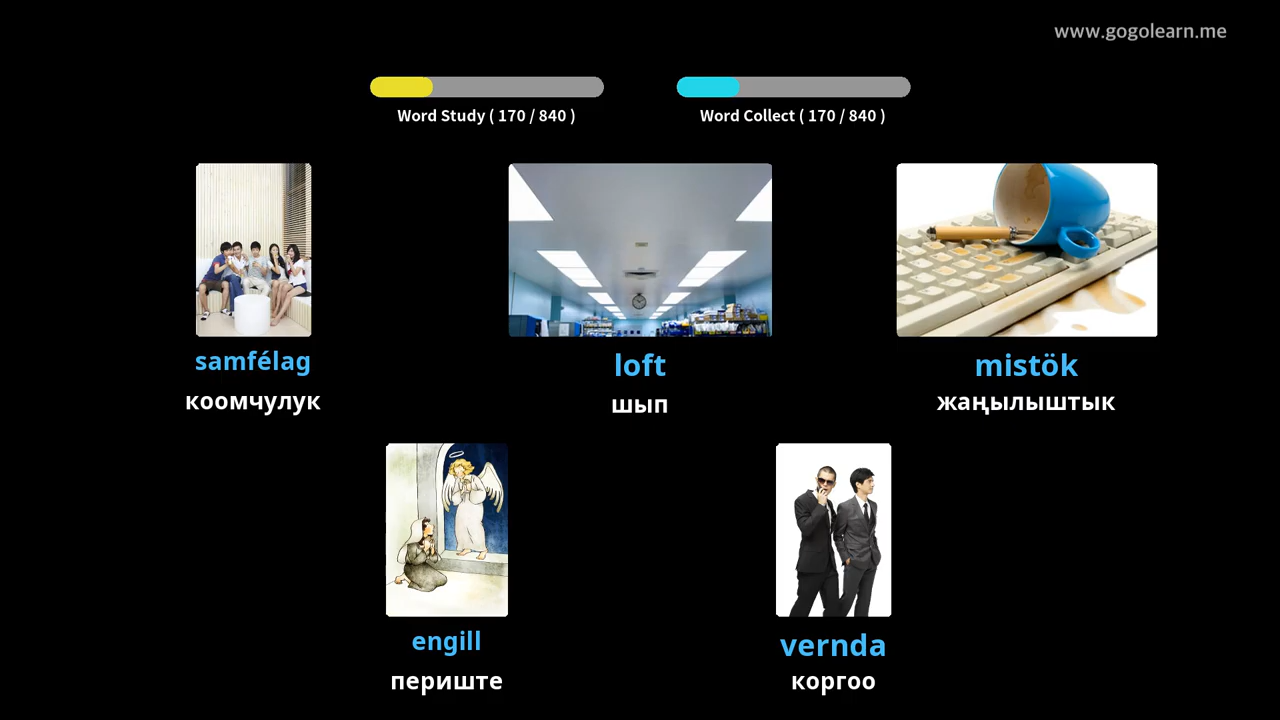 www.gogolearn.me
Word Study ( 170 / 840 )
Word Collect ( 170 / 840 )
samfélag
коомчулук
loft
шып
mistök
жаңылыштык
engill
периште
vernda
коргоо